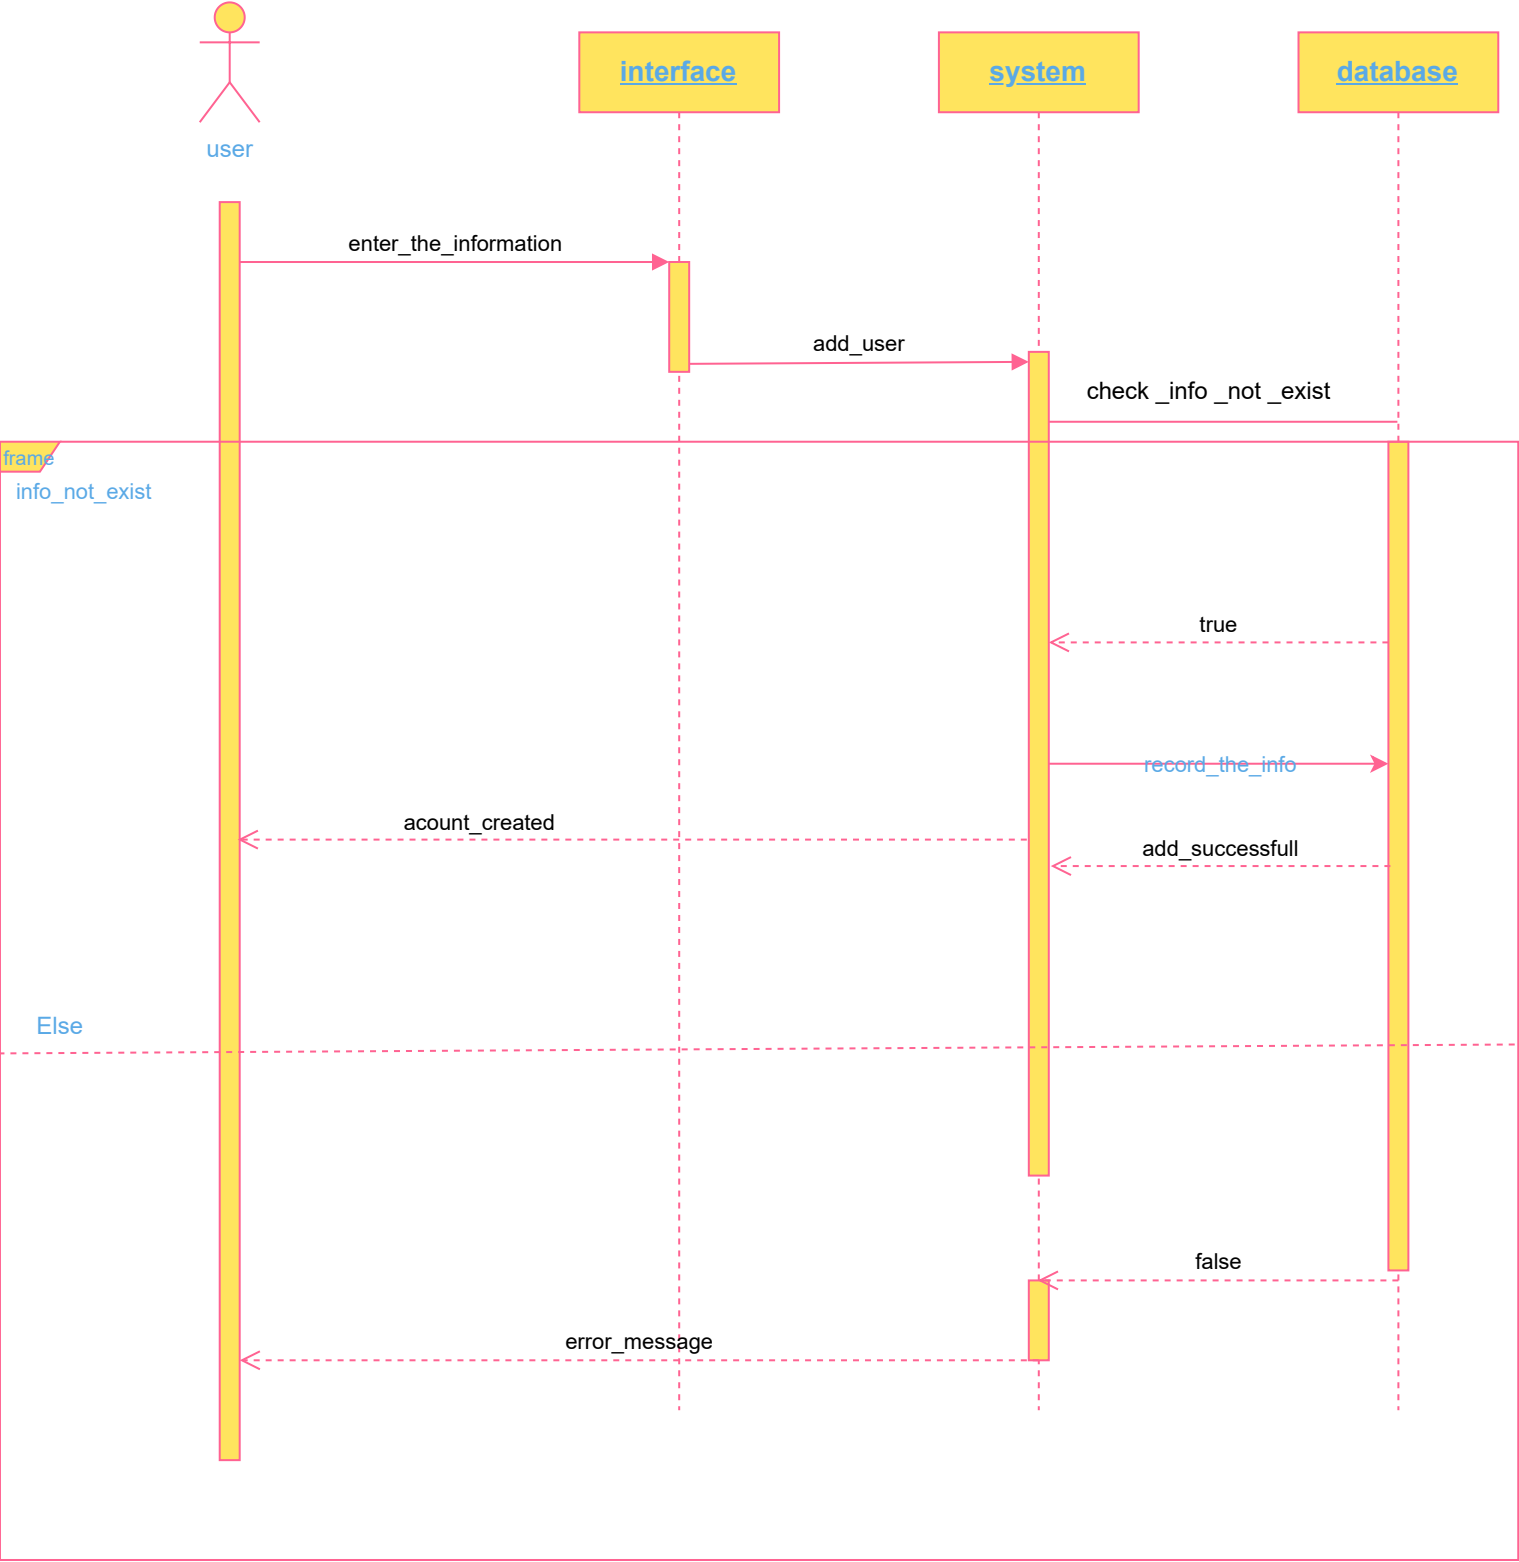 user
interface
system
database
enter_the_information
add_user
check _info _not _exist
frame
info_not_exist
true
record_the_info
acount_created
add_successfull
Else
false
error_message